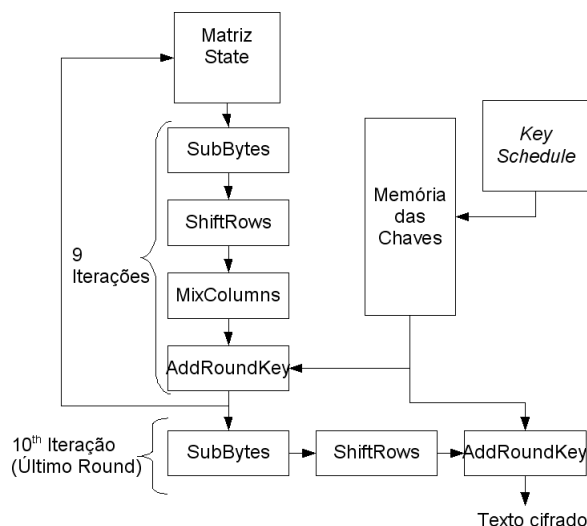 Matriz
State
Key
Schedule
SubBytes
Memória
das
Chaves
ShiftRows
9
Iterações
MixColumns
AddRoundKey
10th Iteração
(Último Round)
SubBytes
ShiftRows
AddRoundKey
Texto cifrado